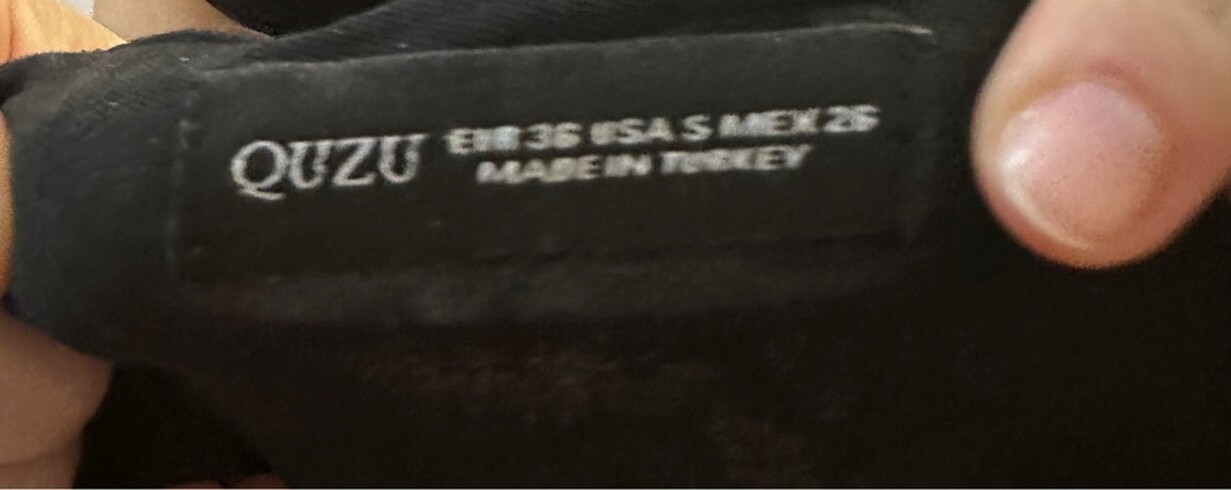 QUZU EUR 36 USA S MEX 26
MADE IN TURKEY